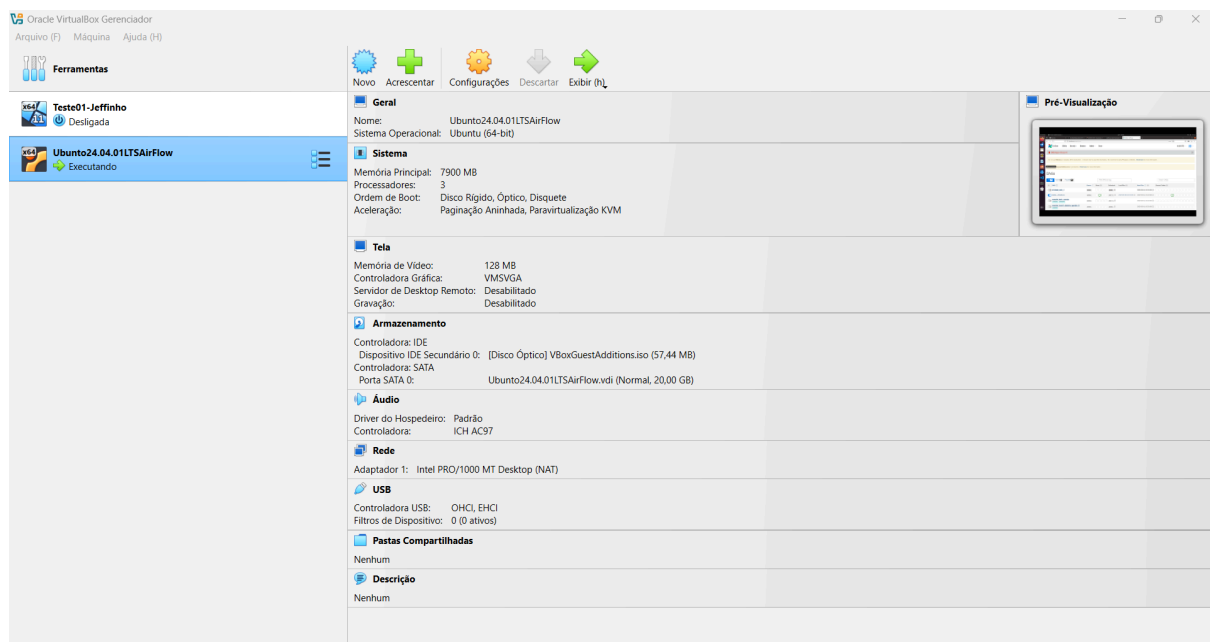 Oracle VirtualBox Gerenciador
Arquivo (F) Máquina Ajuda (H)
Ferramentas
Novo Acrescentar Configurações Descartar Exibir (h)
x64 11 Teste01-Jeffinho
Desligada
x64 Ubunto24.04.01LTSAirFlow
Executando
Geral
Nome: Ubunto24.04.01LTSAirFlow
Sistema Operacional: Ubuntu (64-bit)
Pré-Visualização
Sistema
Memória Principal: 7900 MB
Processadores: 3
Ordem de Boot: Disco Rígido, Óptico, Disquete
Aceleração: Paginação Aninhada, Paravirtualização KVM
Tela
Memória de Vídeo: 128 MB
Controladora Gráfica: VMSVGA
Servidor de Desktop Remoto: Desabilitado
Gravação: Desabilitado
Armazenamento
Controladora: IDE
Dispositivo IDE Secundário 0: [Disco Óptico] VBoxGuestAdditions.iso (57,44 MB)
Controladora: SATA
Porta SATA 0: Ubunto24.04.01LTSAirFlow.vdi (Normal, 20,00 GB)
Áudio
Driver do Hospedeiro: Padrão
Controladora: ICH AC97
Rede
Adaptador 1: Intel PRO/1000 MT Desktop (NAT)
USB
Controladora USB: OHCI, EHCI
Filtros de Dispositivo: 0 (0 ativos)
Pastas Compartilhadas
Nenhum
Descrição
Nenhum